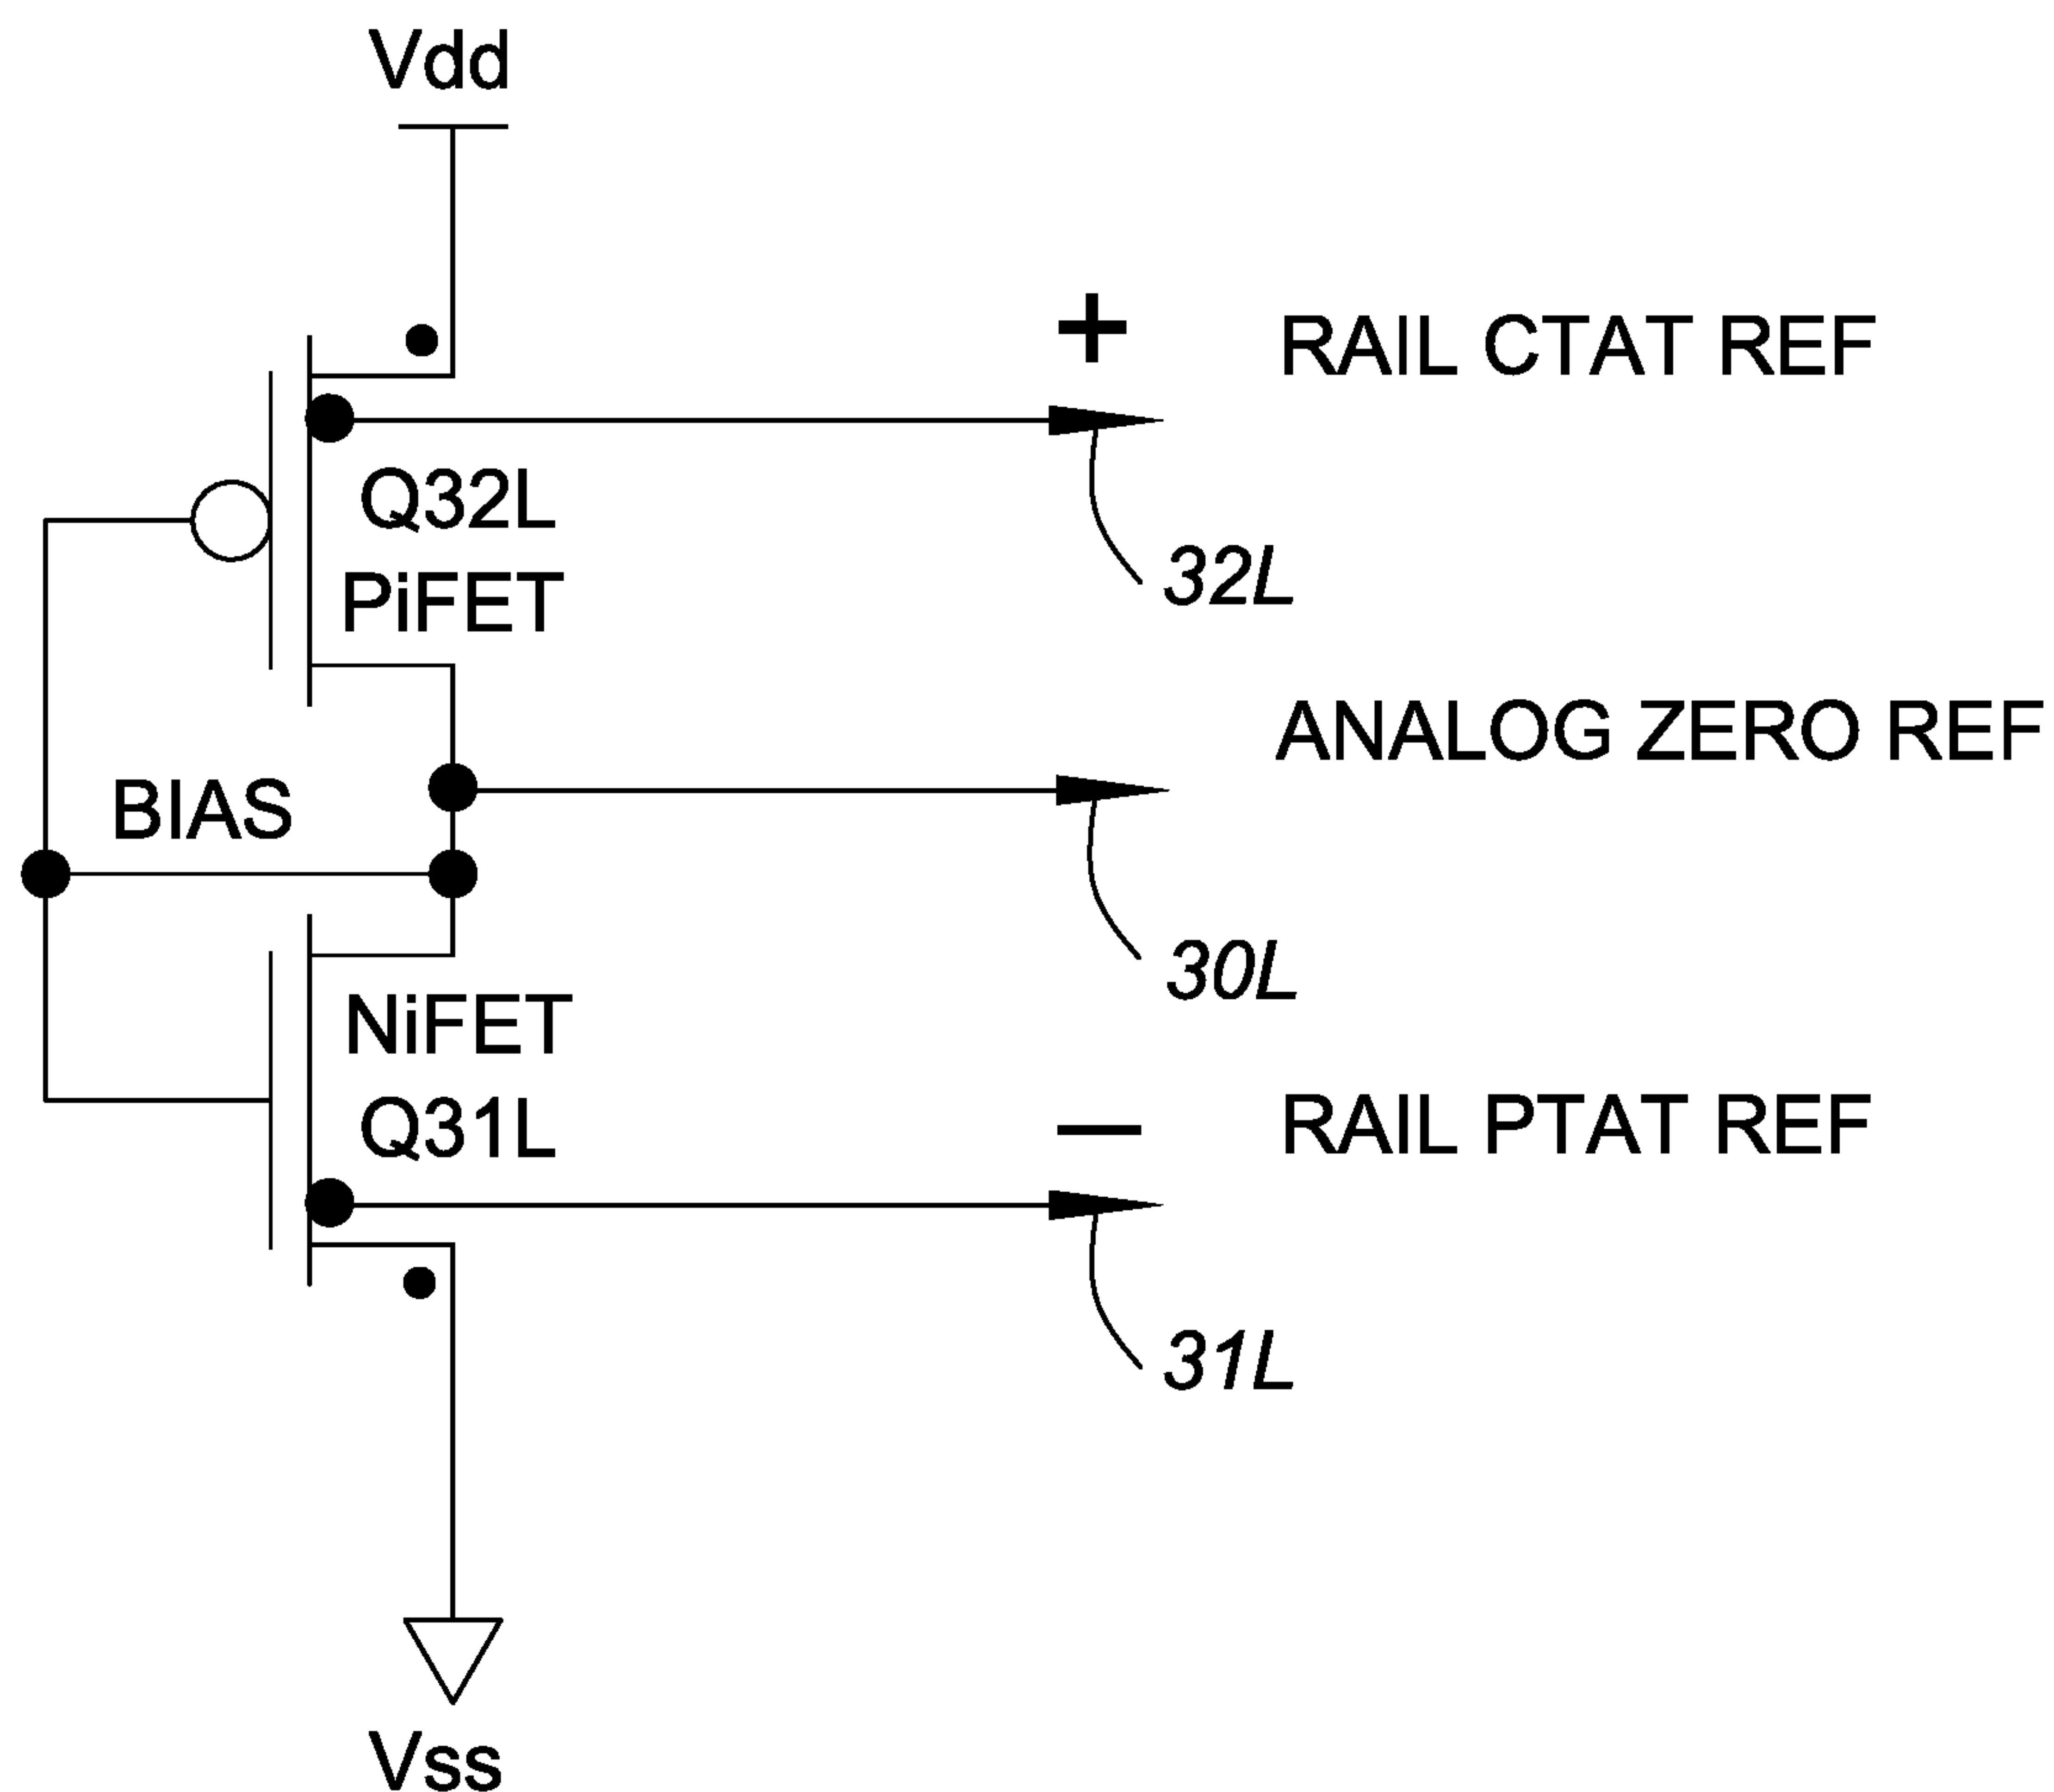 Vdd
+
RAIL CTAT REF
Q32L
PiFET
32L
ANALOG ZERO REF
BIAS
30L
NiFET
Q31L
−
RAIL PTAT REF
31L
Vss